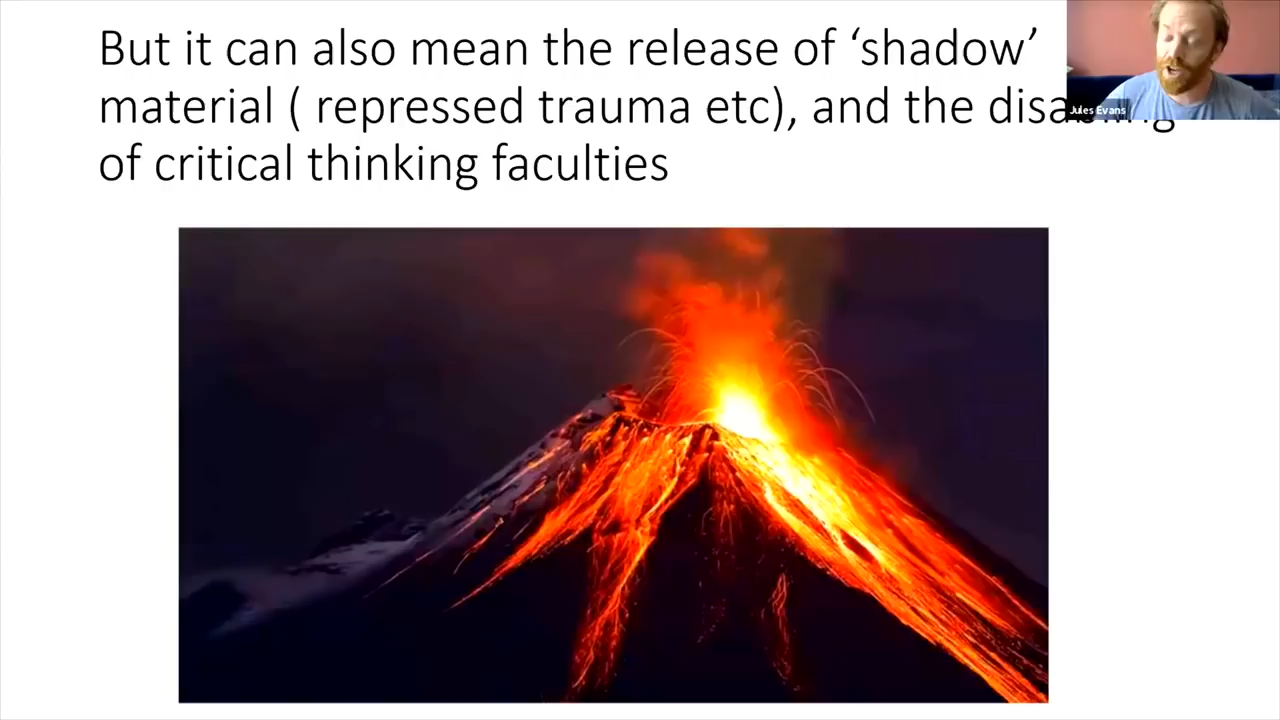 But it can also mean the release of ‘shadow’
material ( repressed trauma etc), and the
of critical thinking faculties
Jules Evans